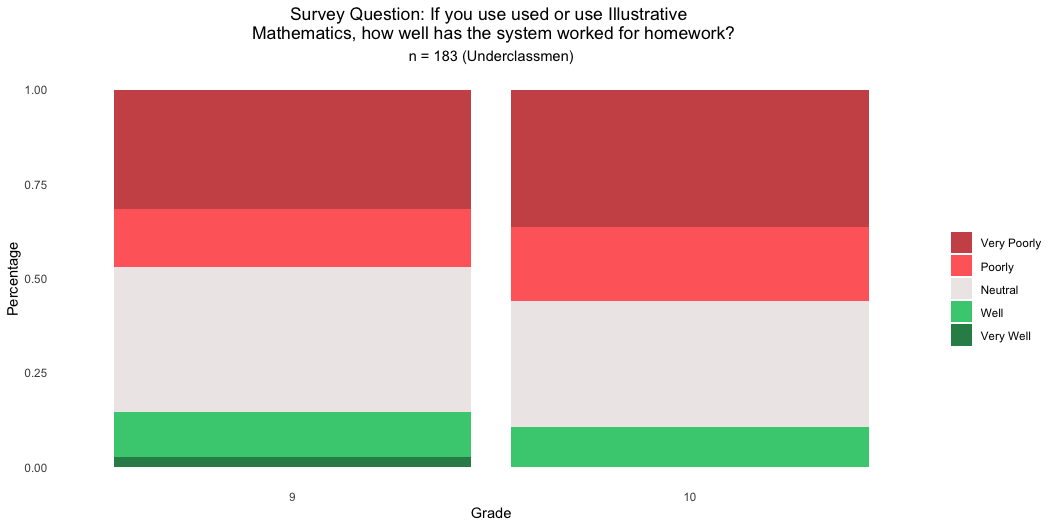 Survey Question: If you use used or use Illustrative
Mathematics, how well has the system worked for homework?
n = 183 (Underclassmen)
1.00
0.75
0.50
0.25
0.00
Percentage
9
10
Grade
Very Poorly
Poorly
Neutral
Well
Very Well